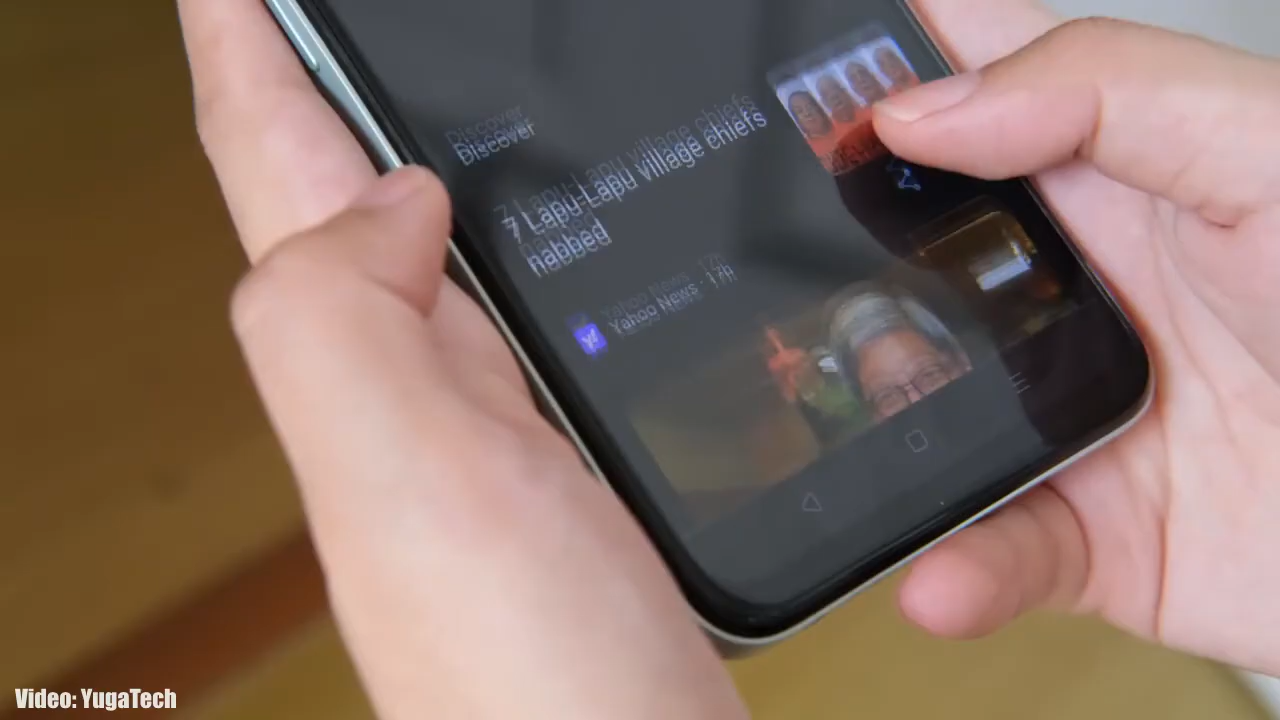 Discover
7 Lapu-Lapu village chiefs
nabbed
Yahoo News · 17h
Video: YugaTech